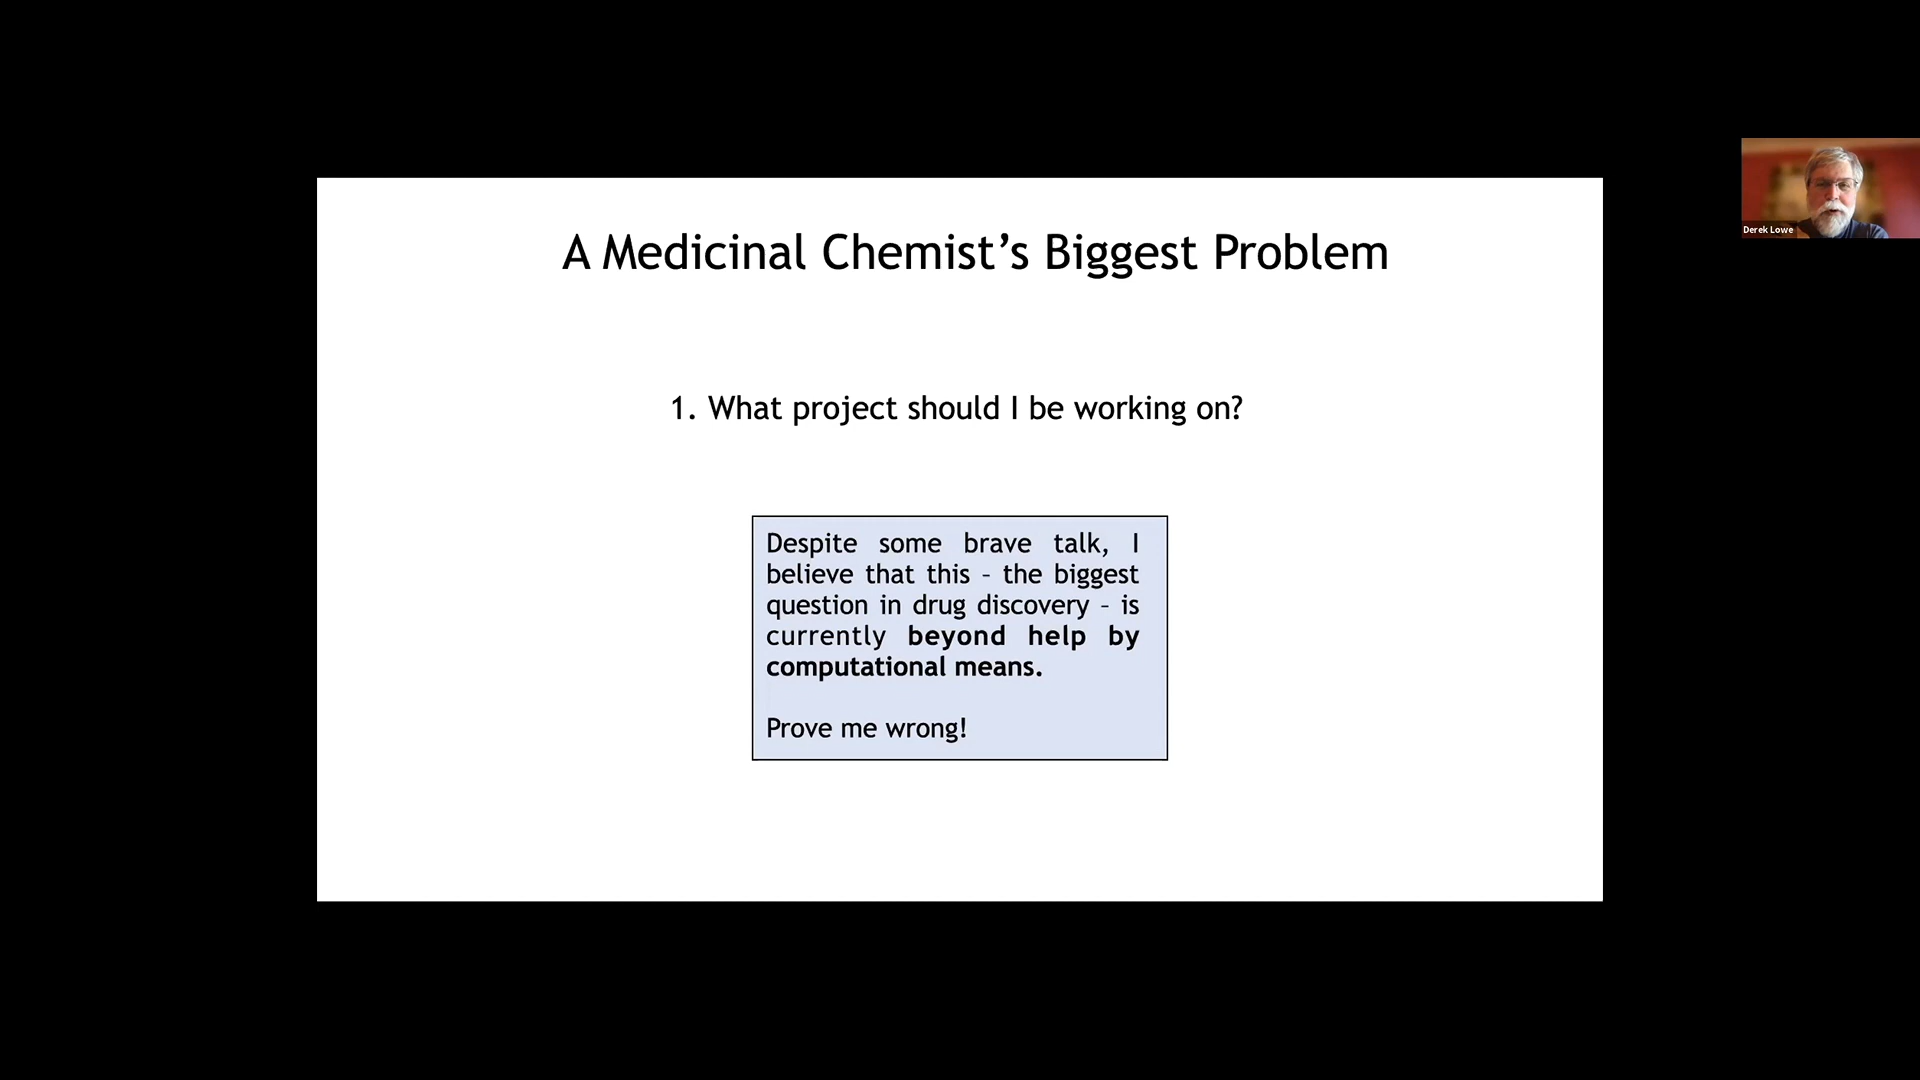 A Medicinal Chemist’s Biggest Problem
1. What project should I be working on?
Despite some brave talk, I
believe that this – the biggest
question in drug discovery – is
currently beyond help by
computational means.
Prove me wrong!
Derek Lowe